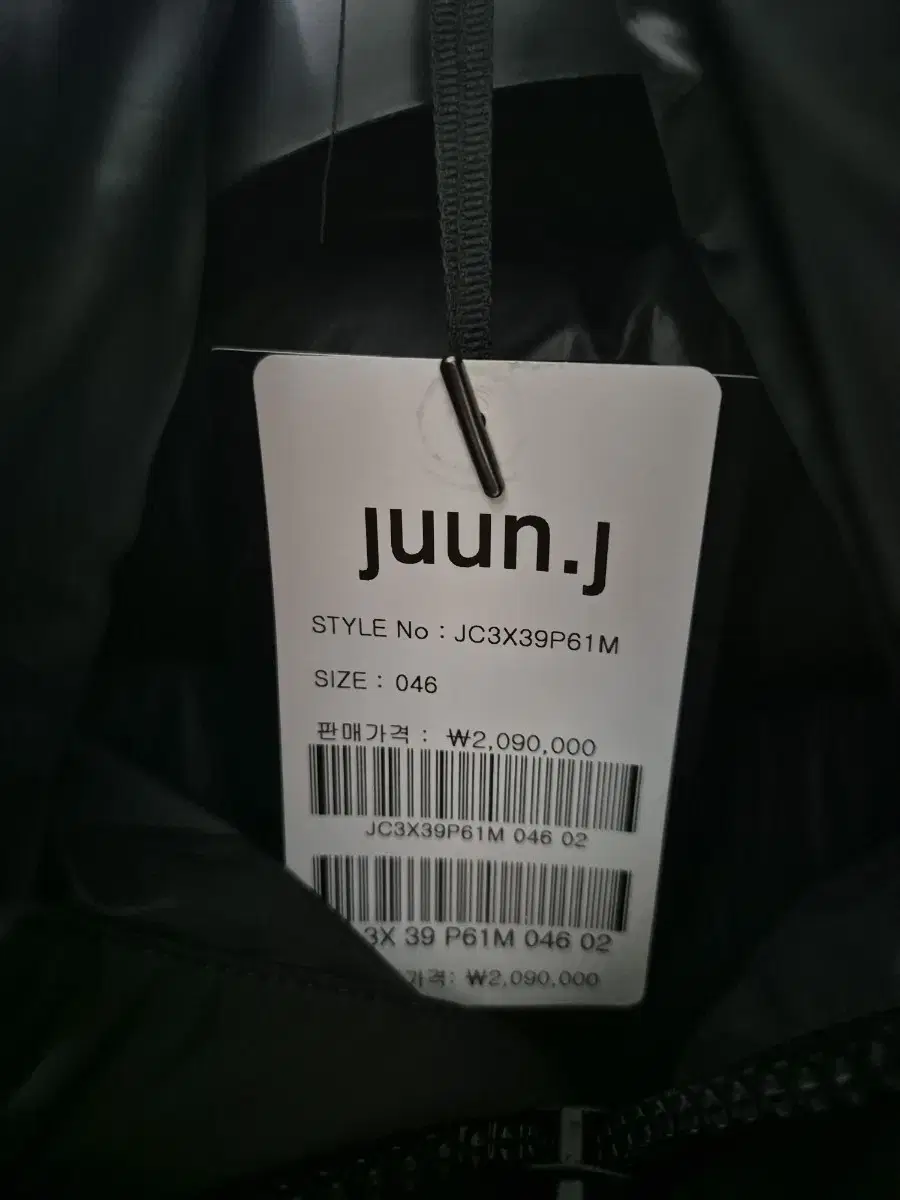 juun.j
STYLE No : JC3X39P61M
SIZE : 046
판매가격 : ₩2,090,000
JC3X39P61M 046 02
3X 39 P61M 046 02
가격: ₩2,090,000